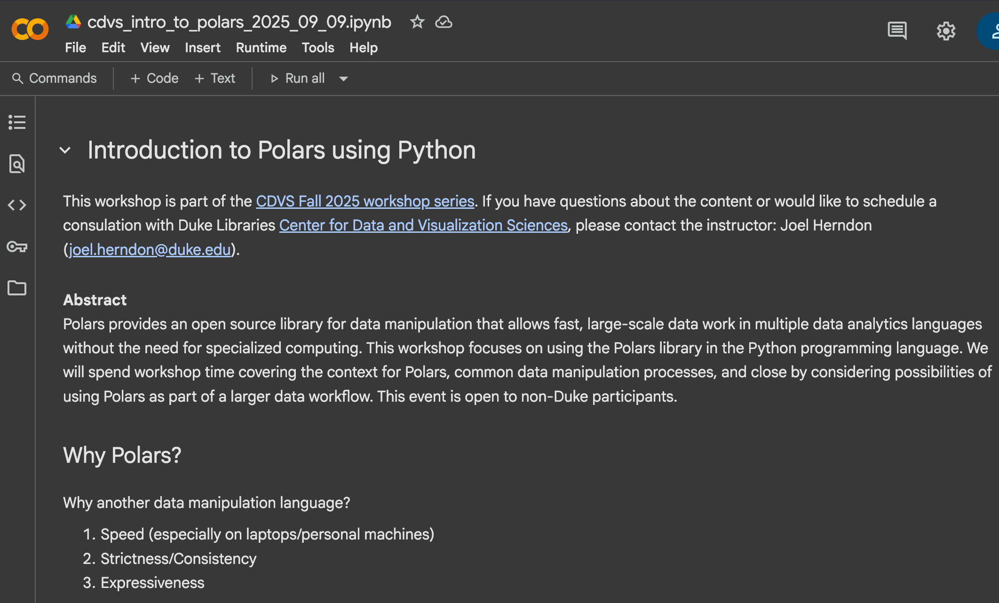 cdvs_intro_to_polars_2025_09_09.ipynb
File Edit View Insert Runtime Tools Help
Commands + Code + Text Run all
Introduction to Polars using Python
This workshop is part of the CDVS Fall 2025 workshop series. If you have questions about the content or would like to schedule a
consulation with Duke Libraries Center for Data and Visualization Sciences, please contact the instructor: Joel Herndon
(joel.herndon@duke.edu).
Abstract
Polars provides an open source library for data manipulation that allows fast, large-scale data work in multiple data analytics languages
without the need for specialized computing. This workshop focuses on using the Polars library in the Python programming language. We
will spend workshop time covering the context for Polars, common data manipulation processes, and close by considering possibilities of
using Polars as part of a larger data workflow. This event is open to non-Duke participants.
Why Polars?
Why another data manipulation language?
1. Speed (especially on laptops/personal machines)
2. Strictness/Consistency
3. Expressiveness